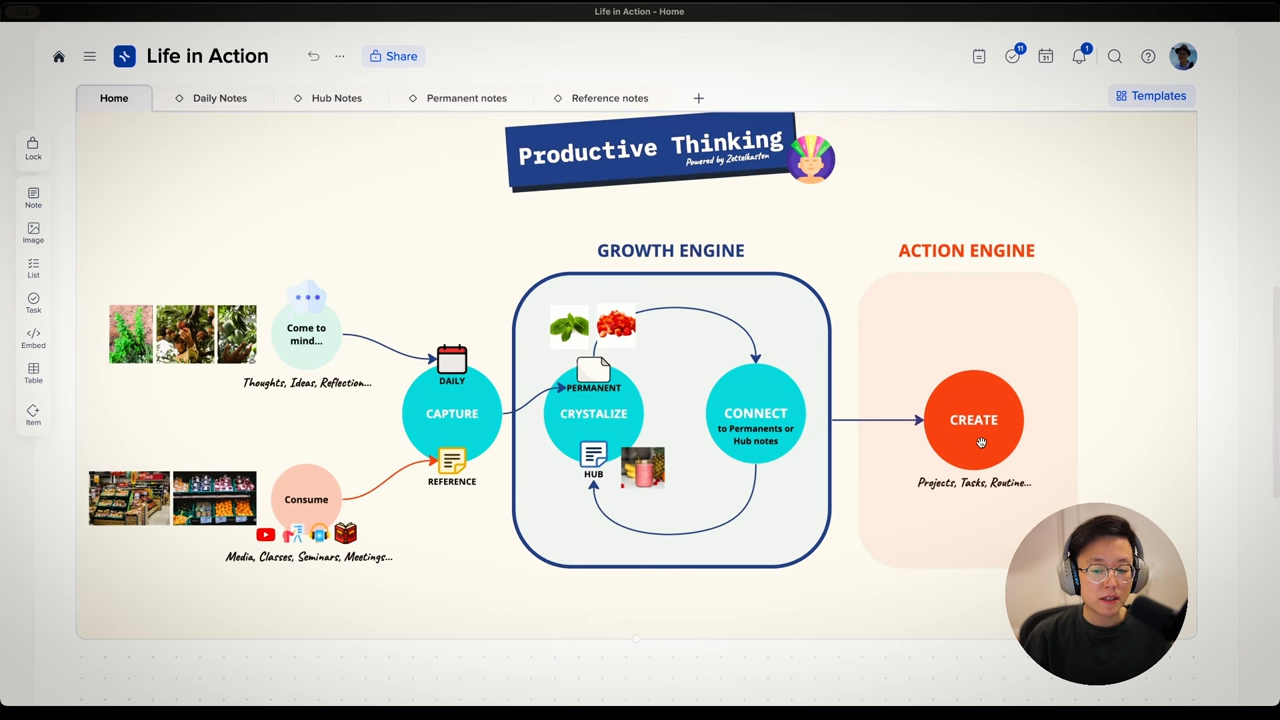 Life in Action - Home
Life in Action
Share
11
31
1
Home
Daily Notes
Hub Notes
Permanent notes
Reference notes
Templates
Lock
Note
Image
List
Task
Embed
Table
Item
Productive Thinking
Powered by Zettelkasten
GROWTH ENGINE
ACTION ENGINE
Come to
mind...
Thoughts, Ideas, Reflection...
DAILY
CAPTURE
REFERENCE
PERMANENT
CRYSTALIZE
HUB
CONNECT
to Permanents or
Hub notes
CREATE
Projects, Tasks, Routine...
Consume
Media, Classes, Seminars, Meetings...